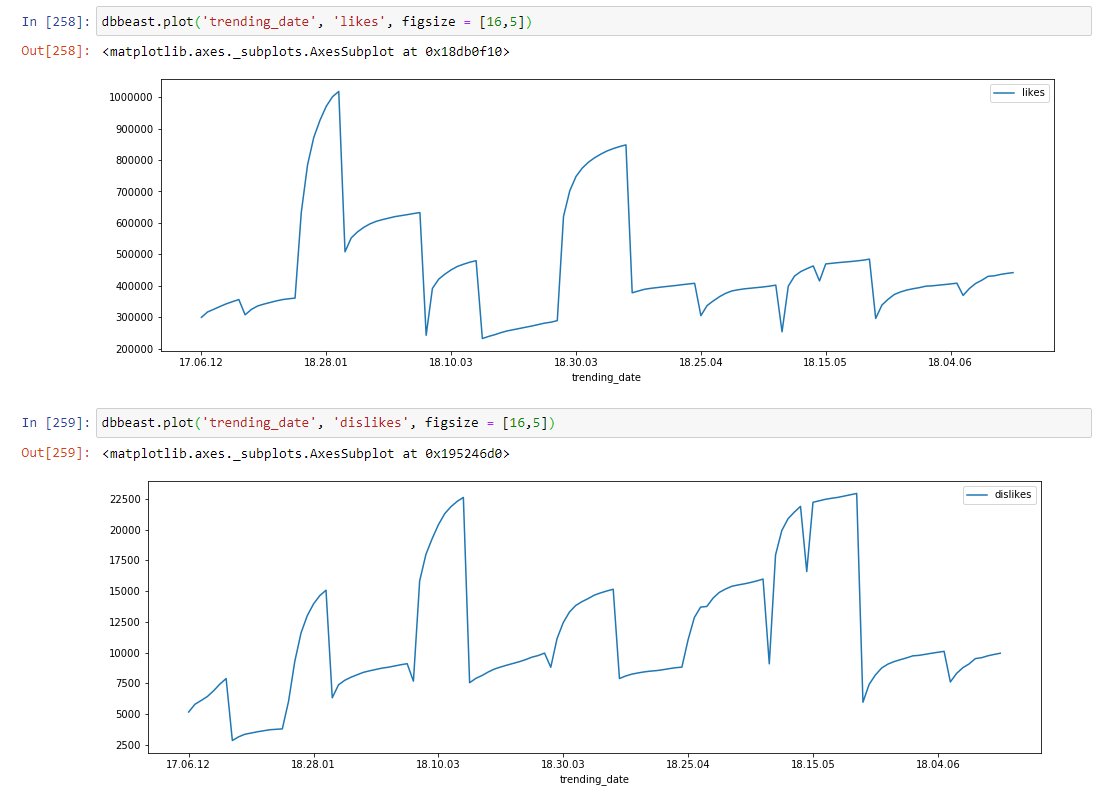 In [258]: dbbeast.plot('trending_date', 'likes', figsize = [16,5])
Out[258]: <matplotlib.axes._subplots.AxesSubplot at 0x18db0f10>
likes
1000000
900000
800000
700000
600000
500000
400000
300000
200000
17.06.12 18.28.01 18.10.03 18.30.03 18.25.04 18.15.05 18.04.06
trending_date
In [259]: dbbeast.plot('trending_date', 'dislikes', figsize = [16,5])
Out[259]: <matplotlib.axes._subplots.AxesSubplot at 0x195246d0>
dislikes
22500
20000
17500
15000
12500
10000
7500
5000
2500
17.06.12 18.28.01 18.10.03 18.30.03 18.25.04 18.15.05 18.04.06
trending_date